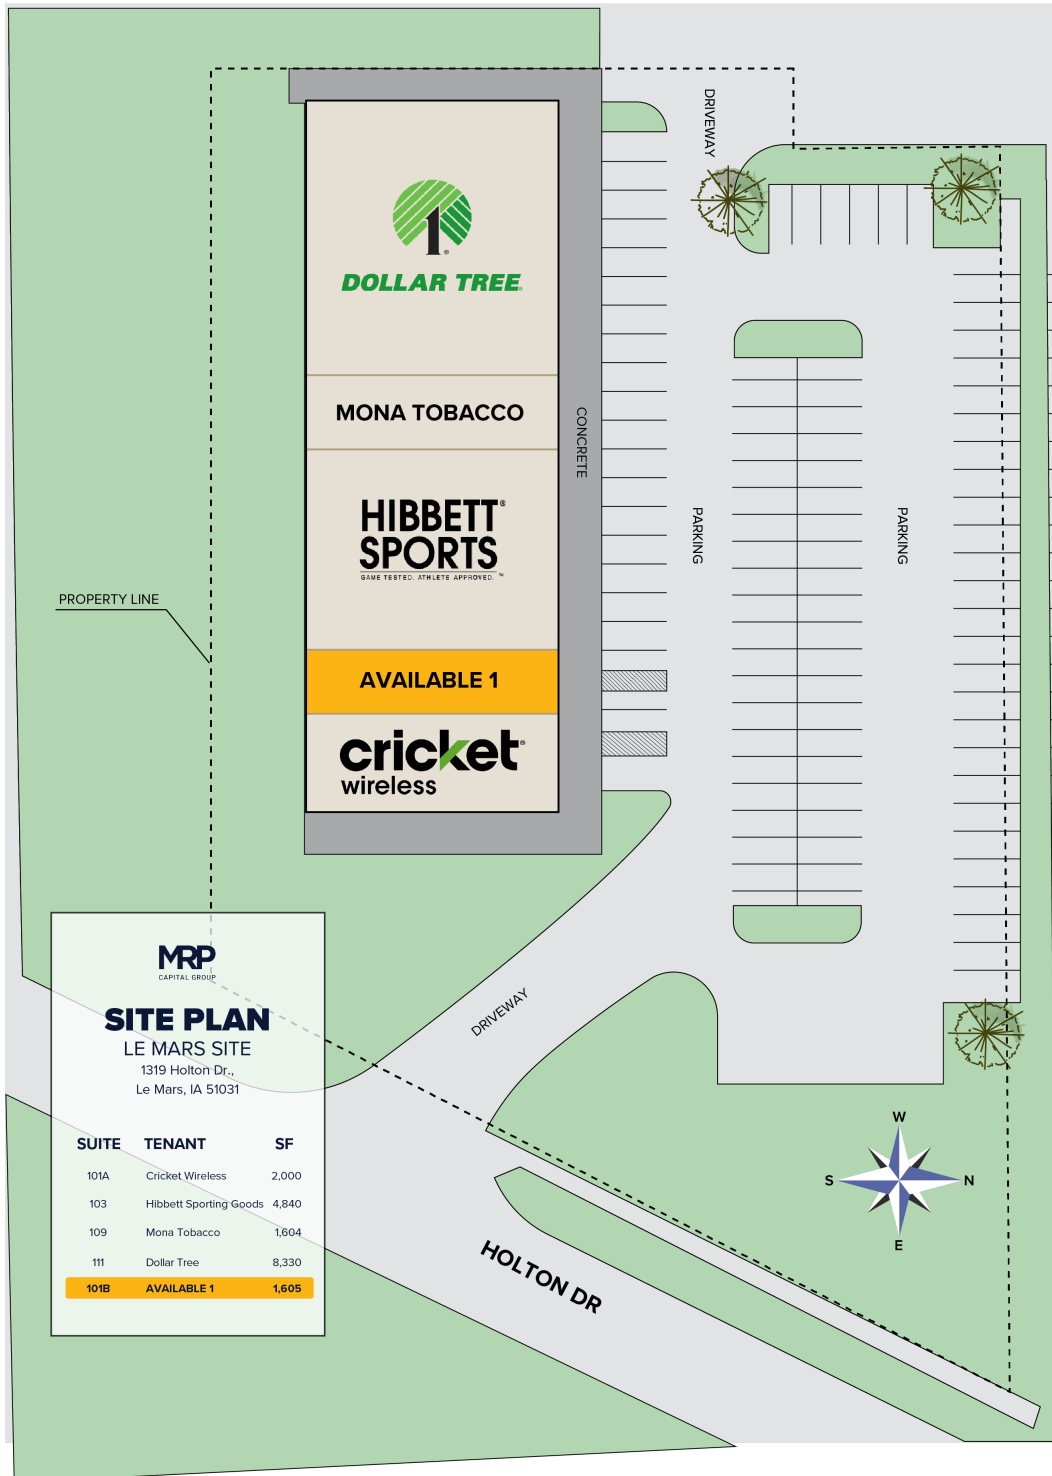 DRIVEWAY
1
DOLLAR TREE®
MONA TOBACCO
CONCRETE
HIBBETT®
SPORTS
GAME TESTED. ATHLETE APPROVED.™
PARKING
PARKING
PROPERTY LINE
AVAILABLE 1
cricket®
wireless
MRP
CAPITAL GROUP
SITE PLAN
LE MARS SITE
1319 Holton Dr.,
Le Mars, IA 51031
SUITE TENANT SF
101A Cricket Wireless 2,000
103 Hibbett Sporting Goods 4,840
109 Mona Tobacco 1,604
111 Dollar Tree 8,330
101B AVAILABLE 1 1,605
DRIVEWAY
HOLTON DR
W
S N
E